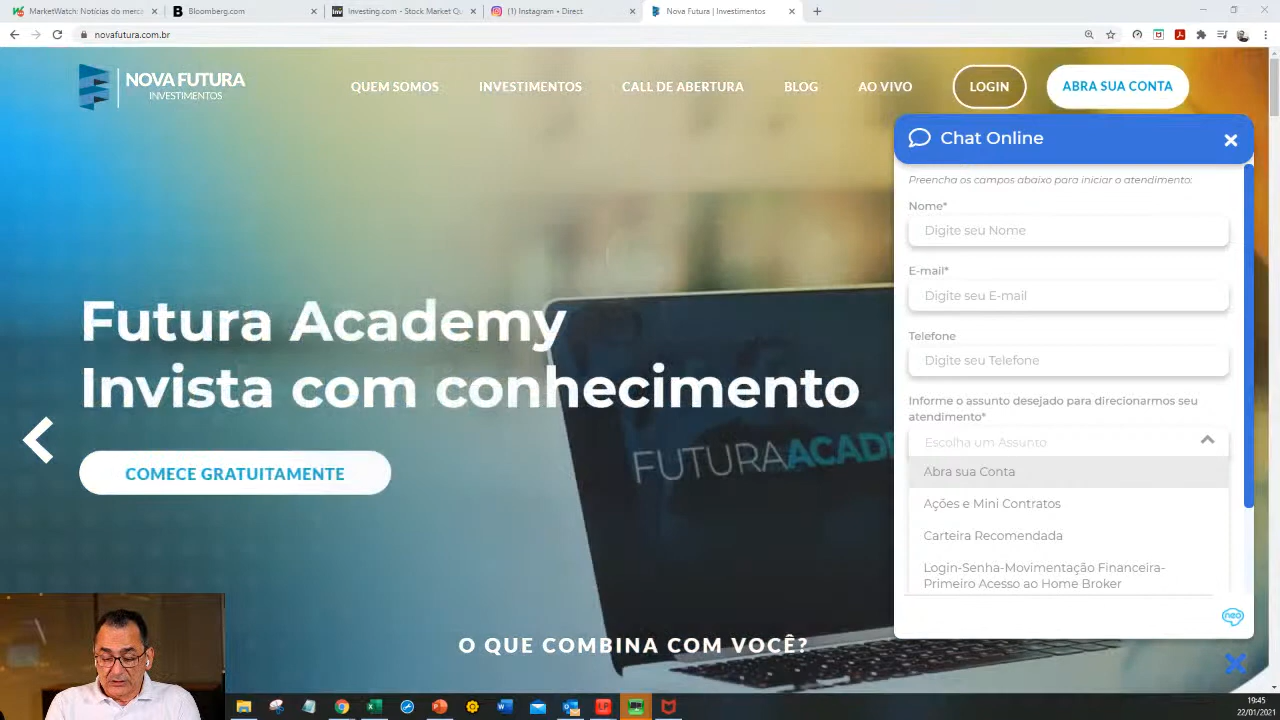 MarketWatch: Notícias do merca
Bloomberg.com
Investing.com - Stock Market Qu
(1) Instagram • Direct
Nova Futura | Investimentos
novafutura.com.br
NOVA FUTURA
INVESTIMENTOS
QUEM SOMOS
INVESTIMENTOS
CALL DE ABERTURA
BLOG
AO VIVO
LOGIN
ABRA SUA CONTA
Chat Online
Preencha os campos abaixo para iniciar o atendimento:
Nome*
Digite seu Nome
E-mail*
Digite seu E-mail
Telefone
Digite seu Telefone
Informe o assunto desejado para direcionarmos seu
atendimento*
Escolha um Assunto
Abra sua Conta
Ações e Mini Contratos
Carteira Recomendada
Login-Senha-Movimentação Financeira-
Primeiro Acesso ao Home Broker
neo
Futura Academy
Invista com conhecimento
COMECE GRATUITAMENTE
FUTURAACADE
O QUE COMBINA COM VOCÊ?
19:45
22/01/2021